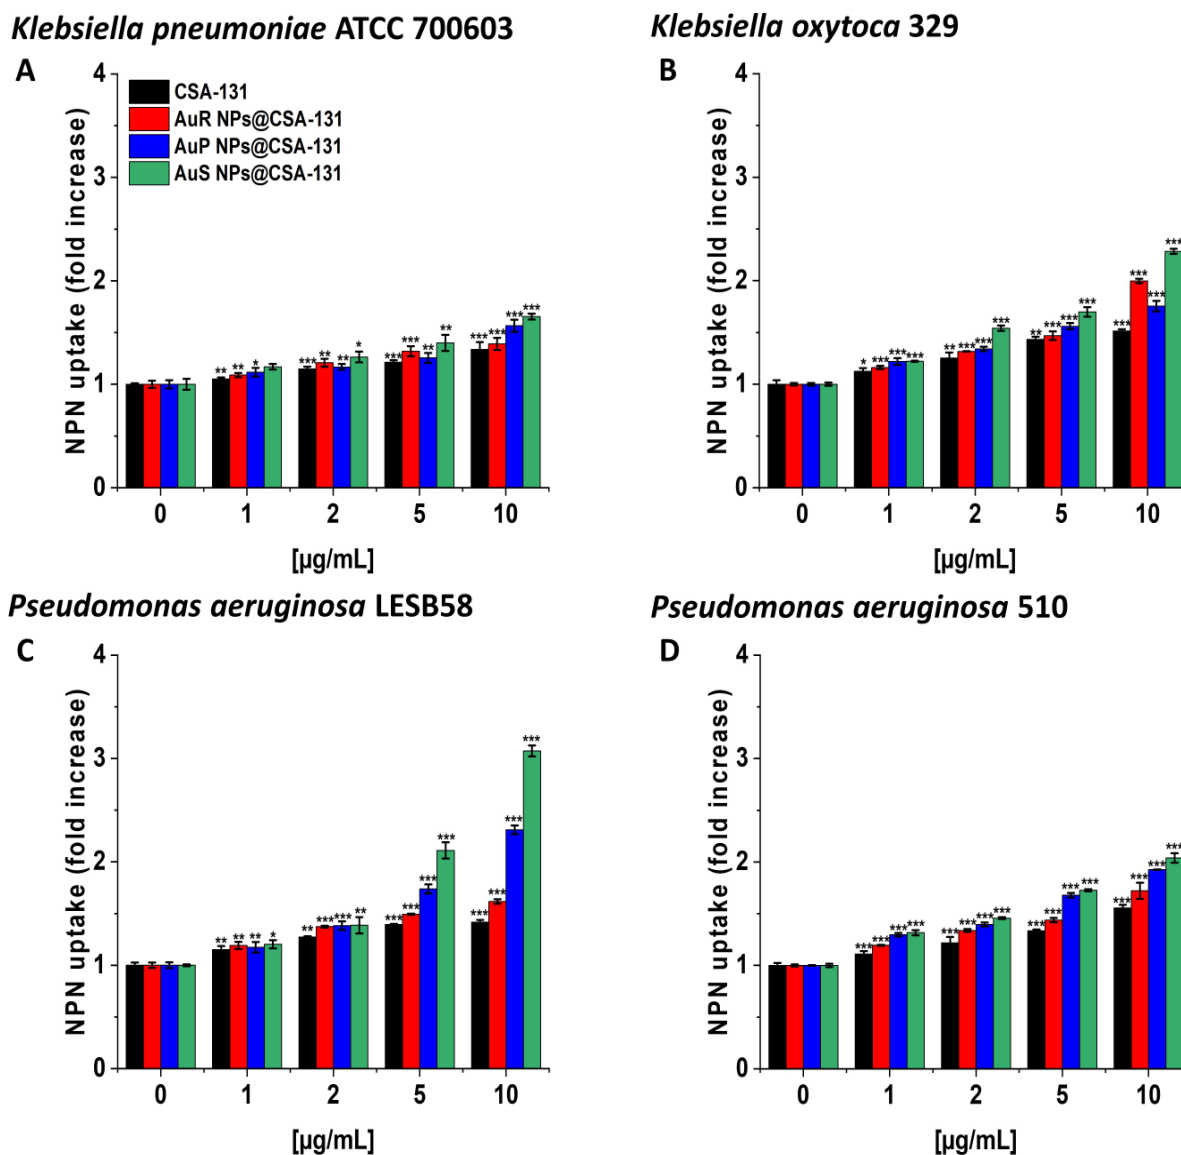 Klebsiella pneumoniae ATCC 700603
Klebsiella oxytoca 329
A
4
3
2
1
0
NPN uptake (fold increase)
CSA-131
AuR NPs@CSA-131
AuP NPs@CSA-131
AuS NPs@CSA-131
** ** *
*** ** ** *
*** *** ** **
*** *** *** ***
0 1 2 5 10
[µg/mL]
B
4
3
2
1
0
NPN uptake (fold increase)
* *** *** ***
** *** *** ***
** *** *** ***
*** *** *** ***
0 1 2 5 10
[µg/mL]
Pseudomonas aeruginosa LESB58
Pseudomonas aeruginosa 510
C
4
3
2
1
0
NPN uptake (fold increase)
** ** ** *
** *** *** **
*** *** *** ***
*** *** *** ***
0 1 2 5 10
[µg/mL]
D
4
3
2
1
0
NPN uptake (fold increase)
*** *** *** ***
*** *** *** ***
*** *** *** ***
*** *** *** ***
0 1 2 5 10
[µg/mL]